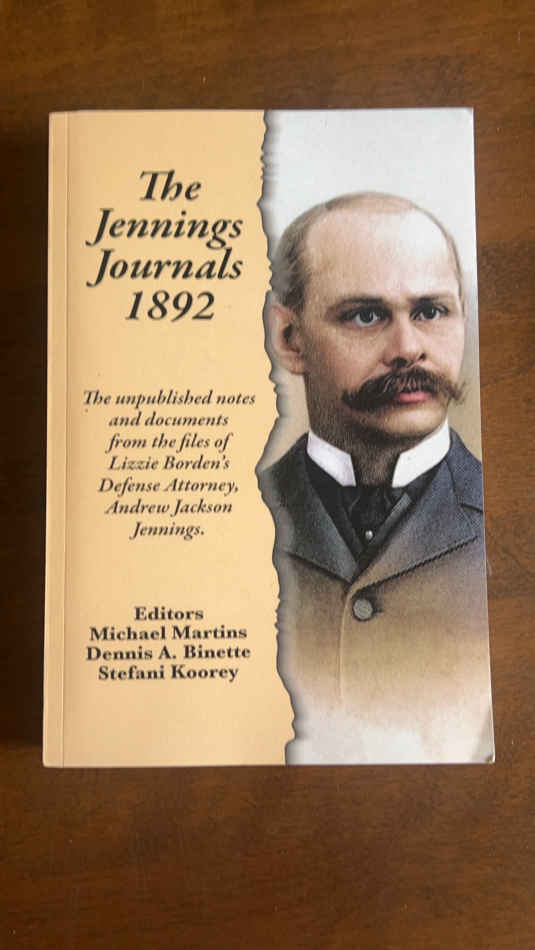 The
Jennings
Journals
1892
The unpublished notes
and documents
from the files of
Lizzie Borden's
Defense Attorney,
Andrew Jackson
Jennings.
Editors
Michael Martins
Dennis A. Binette
Stefani Koorey